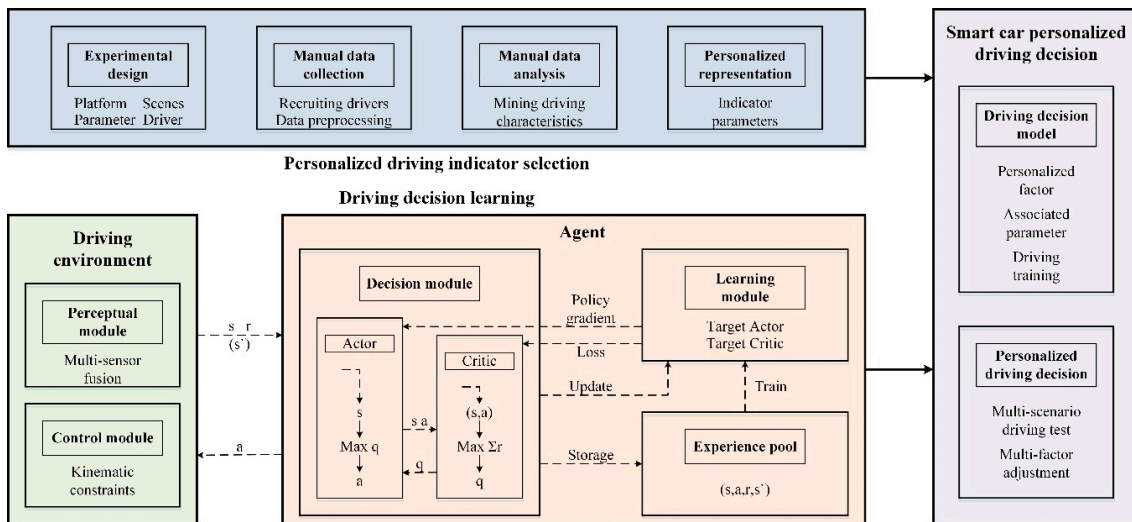 Experimental
design
Platform Scenes
Parameter Driver
Manual data
collection
Recruiting drivers
Data preprocessing
Manual data
analysis
Mining driving
characteristics
Personalized
representation
Indicator
parameters
Personalized driving indicator selection
Smart car personalized
driving decision
Driving decision
model
Personalized
factor
Associated
parameter
Driving
training
Personalized
driving decision
Multi-scenario
driving test
Multi-factor
adjustment
Driving decision learning
Driving
environment
Perceptual
module
Multi-sensor
fusion
Control module
Kinematic
constraints
s r
(s`)
a
Agent
Decision module
Actor
s
Max q
a
s a
q
Critic
(s,a)
Max Σr
q
Policy
gradient
Loss
Update
Storage
Learning
module
Target Actor
Target Critic
Train
Experience pool
(s,a,r,s`)